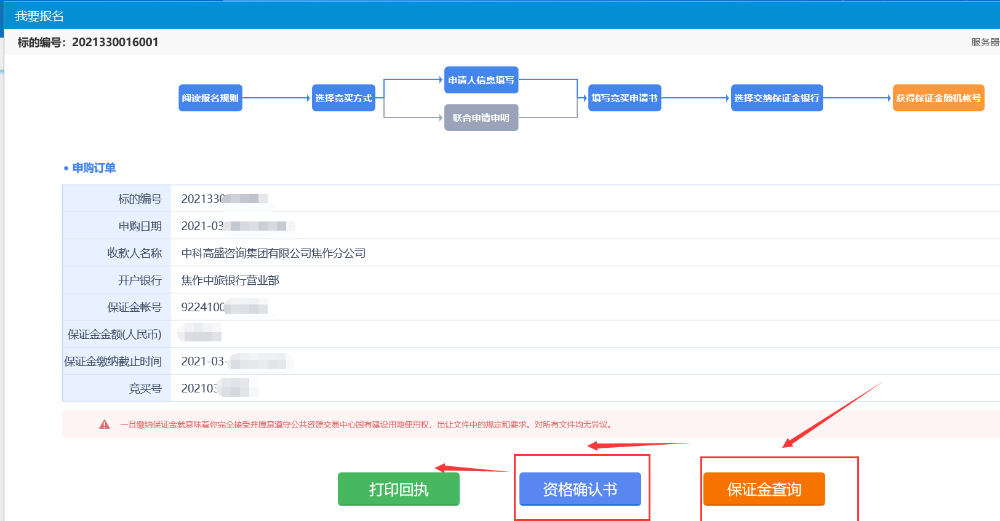 我要报名
标的编号：2021330016001
服务器
阅读报名规则
选择竞买方式
申请人信息填写
联合申请申明
填写竞买申请书
选择交纳保证金银行
获得保证金随机帐号
• 申购订单
标的编号 2021330
申购日期 2021-03
收款人名称 中科高盛咨询集团有限公司焦作分公司
开户银行 焦作中旅银行营业部
保证金帐号 9224100
保证金金额(人民币)
保证金缴纳截止时间 2021-03-
竞买号 202103
一旦缴纳保证金就意味着你完全接受并愿意遵守公共资源交易中心国有建设用地使用权，出让文件中的规定和要求。对所有文件均无异议。
打印回执
资格确认书
保证金查询